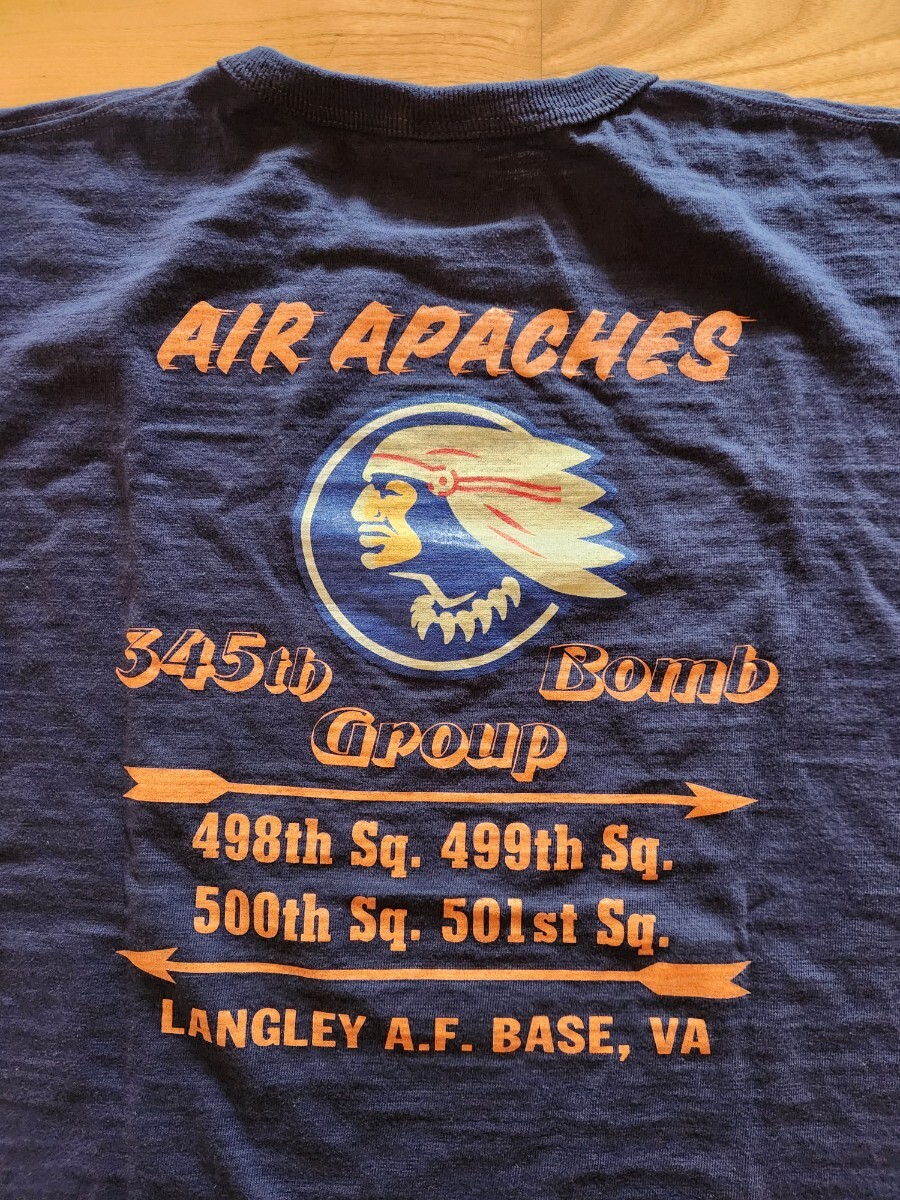 AIR APACHES
345th Bomb
Group
498th Sq. 499th Sq.
500th Sq. 501st Sq.
LANGLEY A.F. BASE, VA